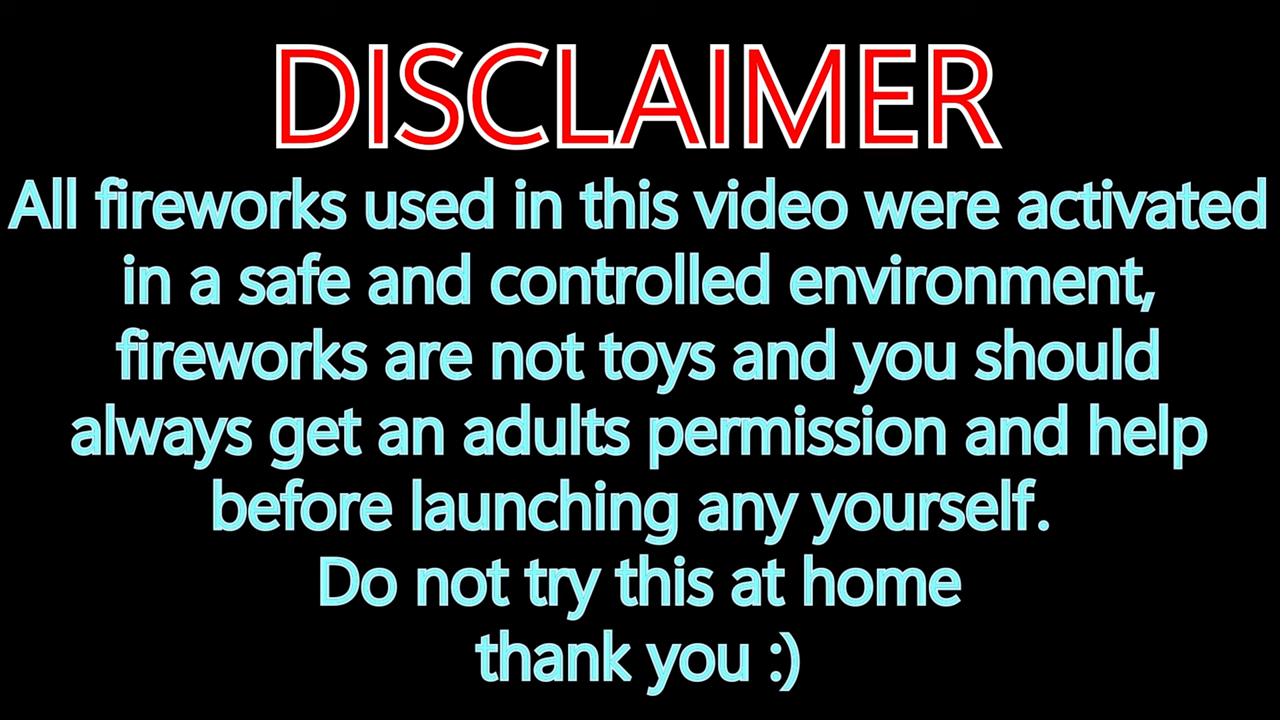 DISCLAIMER
All fireworks used in this video were activated
in a safe and controlled environment,
fireworks are not toys and you should
always get an adults permission and help
before launching any yourself.
Do not try this at home
thank you :)